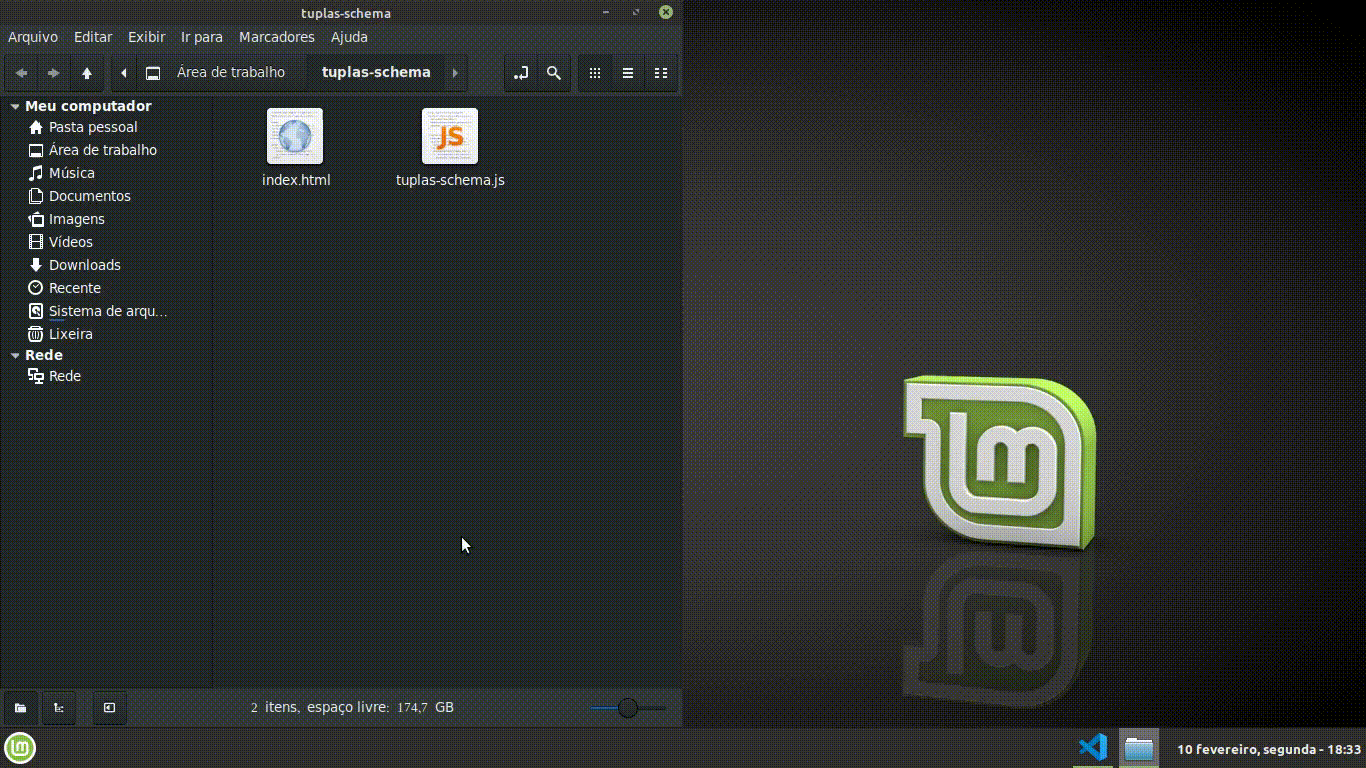 tuplas-schema
Arquivo Editar Exibir Ir para Marcadores Ajuda
Área de trabalho tuplas-schema
Meu computador
Pasta pessoal
Área de trabalho
Música
Documentos
Imagens
Vídeos
Downloads
Recente
Sistema de arqu...
Lixeira
Rede
Rede
JS
index.html tuplas-schema.js
lm
2 itens, espaço livre: 174,7 GB
10 fevereiro, segunda - 18:33